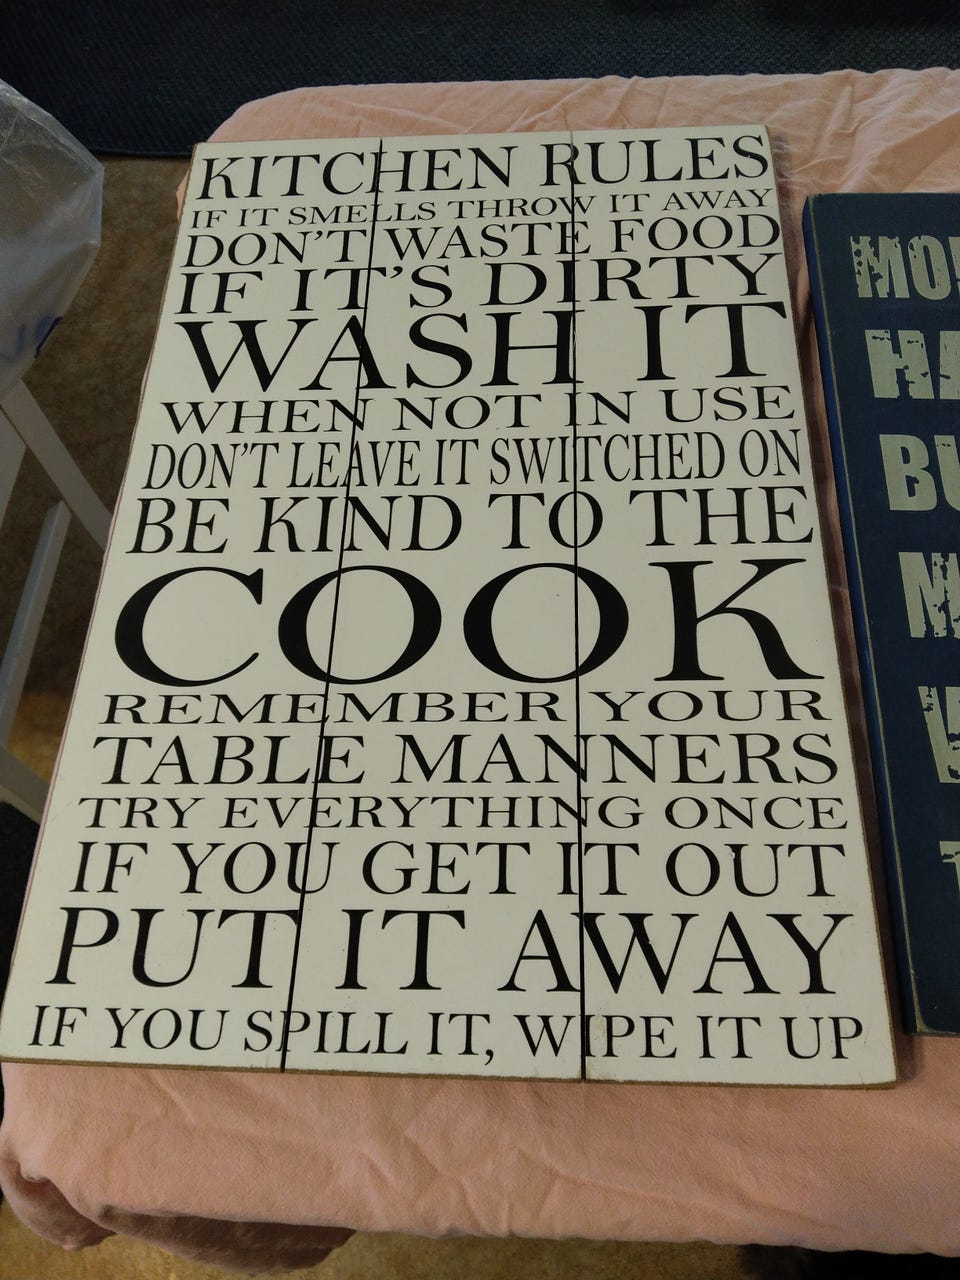 KITCHEN RULES
IF IT SMELLS THROW IT AWAY
DON'T WASTE FOOD
IF IT'S DIRTY
WASH IT
WHEN NOT IN USE
DON'T LEAVE IT SWITCHED ON
BE KIND TO THE
COOK
REMEMBER YOUR
TABLE MANNERS
TRY EVERYTHING ONCE
IF YOU GET IT OUT
PUT IT AWAY
IF YOU SPILL IT, WIPE IT UP